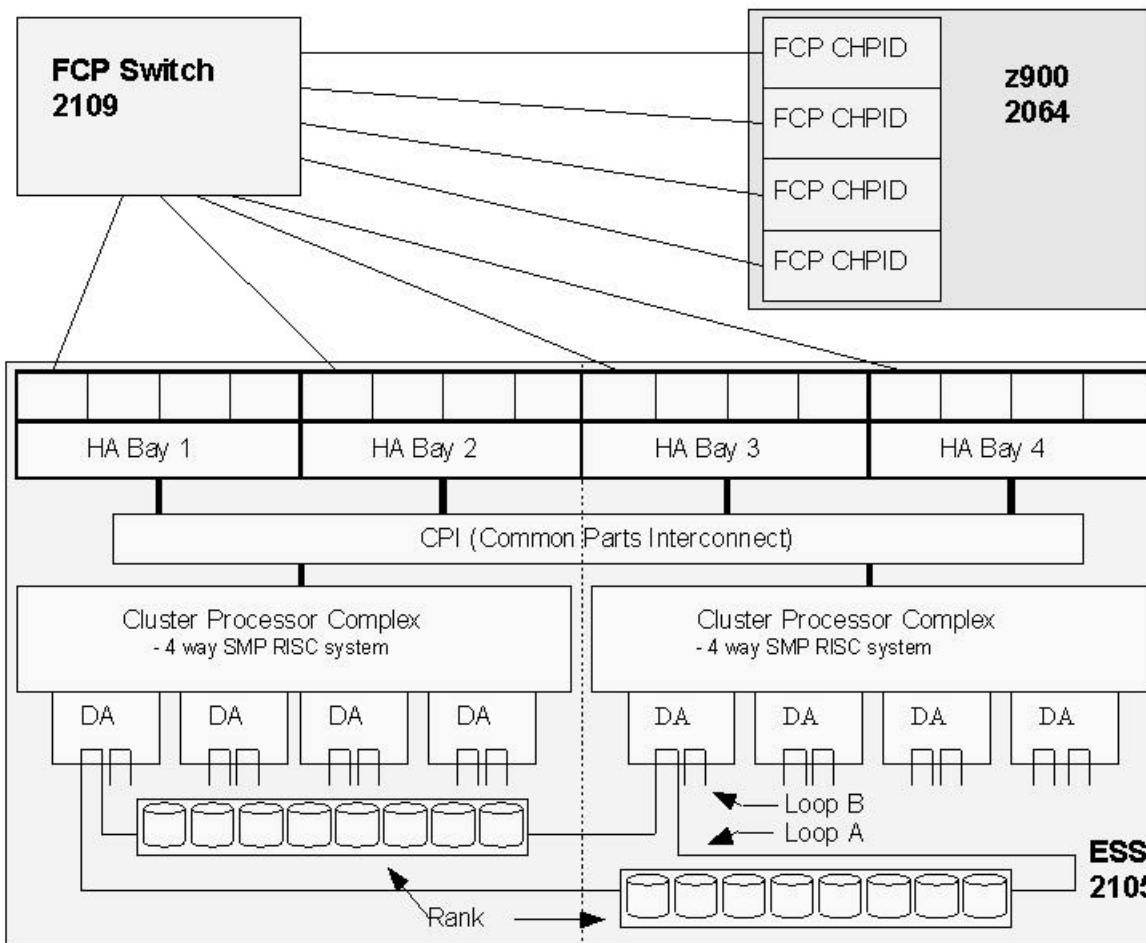 FCP Switch
2109
FCP CHPID
FCP CHPID
FCP CHPID
FCP CHPID
z900
2064
HA Bay 1
HA Bay 2
HA Bay 3
HA Bay 4
CPI (Common Parts Interconnect)
Cluster Processor Complex
- 4 way SMP RISC system
Cluster Processor Complex
- 4 way SMP RISC system
DA
DA
DA
DA
DA
DA
DA
DA
Loop B
Loop A
ESS
2105
Rank